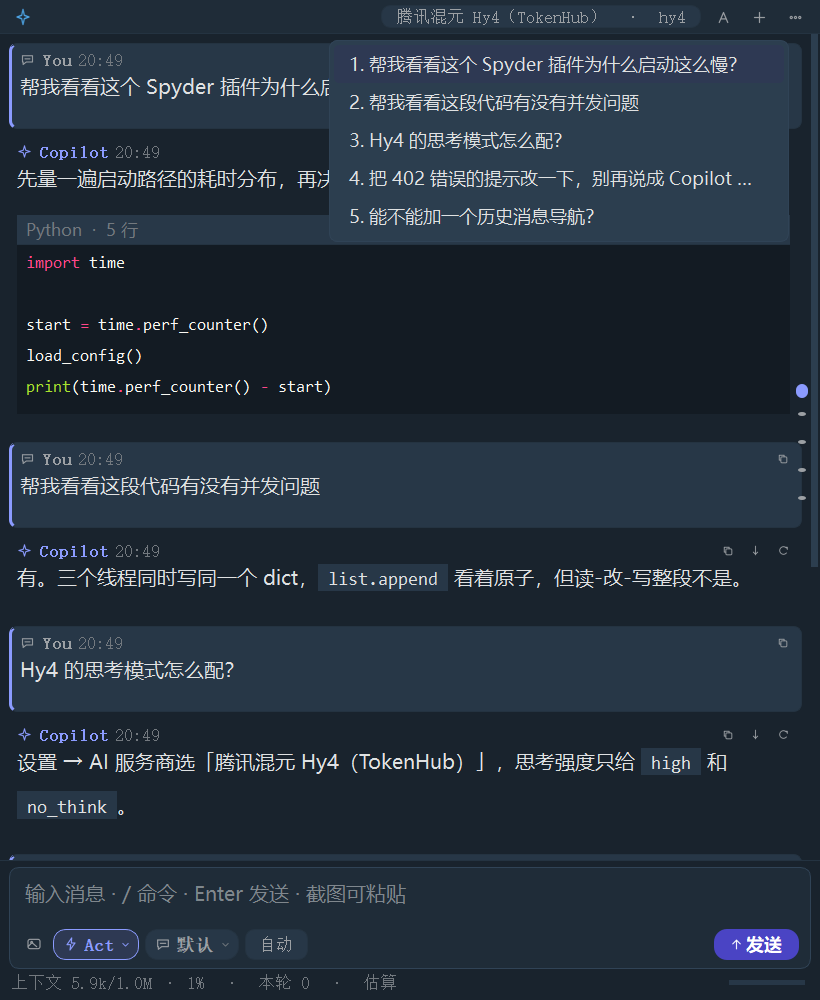 腾讯混元 Hy4（TokenHub） · hy4 A
You 20:49
帮我看看这个 Spyder 插件为什么启
1. 帮我看看这个 Spyder 插件为什么启动这么慢？
2. 帮我看看这段代码有没有并发问题
3. Hy4 的思考模式怎么配？
4. 把 402 错误的提示改一下，别再说成 Copilot ...
5. 能不能加一个历史消息导航？
Copilot 20:49
先量一遍启动路径的耗时分布，再决
Python · 5 行
import time
start = time.perf_counter()
load_config()
print(time.perf_counter() - start)
You 20:49
帮我看看这段代码有没有并发问题
Copilot 20:49
有。三个线程同时写同一个 dict， list.append 看着原子，但读-改-写整段不是。
You 20:49
Hy4 的思考模式怎么配？
Copilot 20:49
设置 → AI 服务商选「腾讯混元 Hy4（TokenHub）」，思考强度只给 high 和
no_think 。
输入消息 · / 命令 · Enter 发送 · 截图可粘贴
Act 默认 自动 ↑ 发送
上下文 5.9k/1.0M · 1% · 本轮 0 · 估算